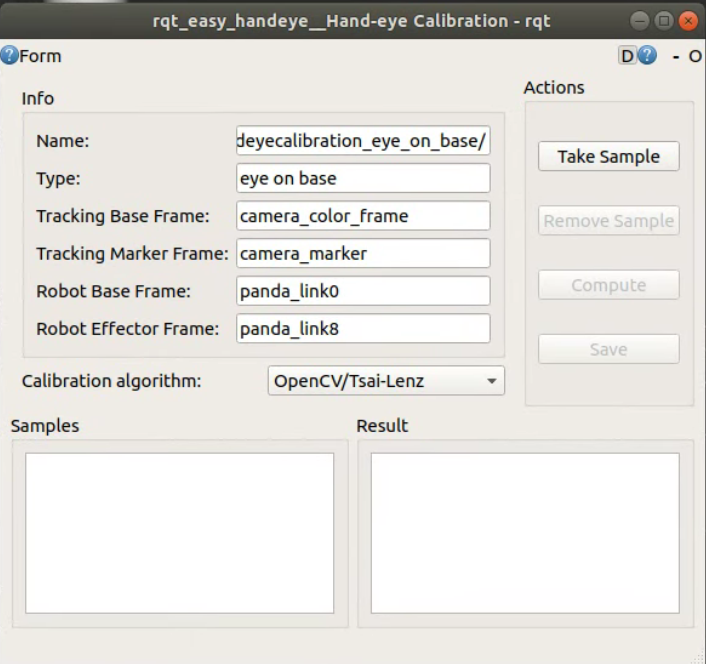 rqt_easy_handeye__Hand-eye Calibration - rqt
?Form D? - O
Info
Name: deyecalibration_eye_on_base/
Type: eye on base
Tracking Base Frame: camera_color_frame
Tracking Marker Frame: camera_marker
Robot Base Frame: panda_link0
Robot Effector Frame: panda_link8
Calibration algorithm: OpenCV/Tsai-Lenz
Actions
Take Sample
Remove Sample
Compute
Save
Samples
Result